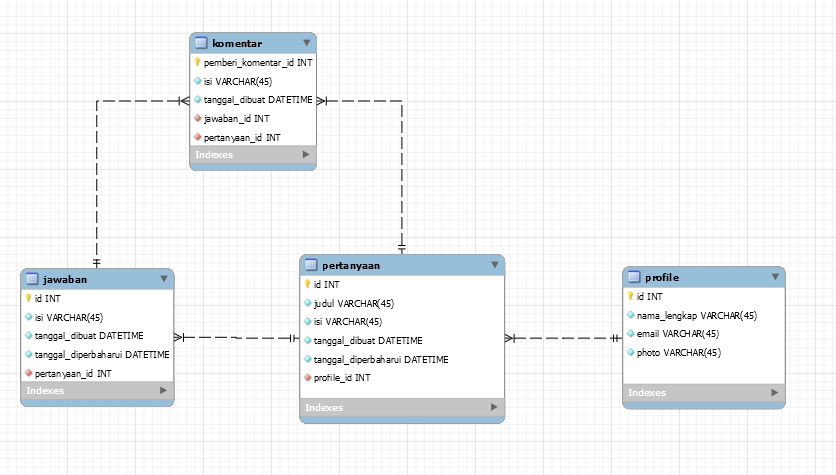 komentar
pemberi_komentar_id INT
isi VARCHAR(45)
tanggal_dibuat DATETIME
jawaban_id INT
pertanyaan_id INT
Indexes
jawaban
id INT
isi VARCHAR(45)
tanggal_dibuat DATETIME
tanggal_diperbaharui DATETIME
pertanyaan_id INT
Indexes
pertanyaan
id INT
judul VARCHAR(45)
isi VARCHAR(45)
tanggal_dibuat DATETIME
tanggal_diperbaharui DATETIME
profile_id INT
Indexes
profile
id INT
nama_lengkap VARCHAR(45)
email VARCHAR(45)
photo VARCHAR(45)
Indexes